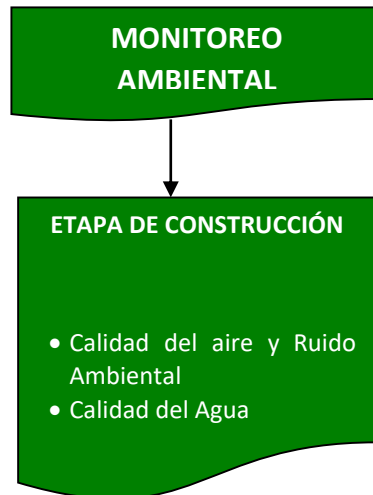 MONITOREO
AMBIENTAL
ETAPA DE CONSTRUCCIÓN
• Calidad del aire y Ruido
Ambiental
• Calidad del Agua